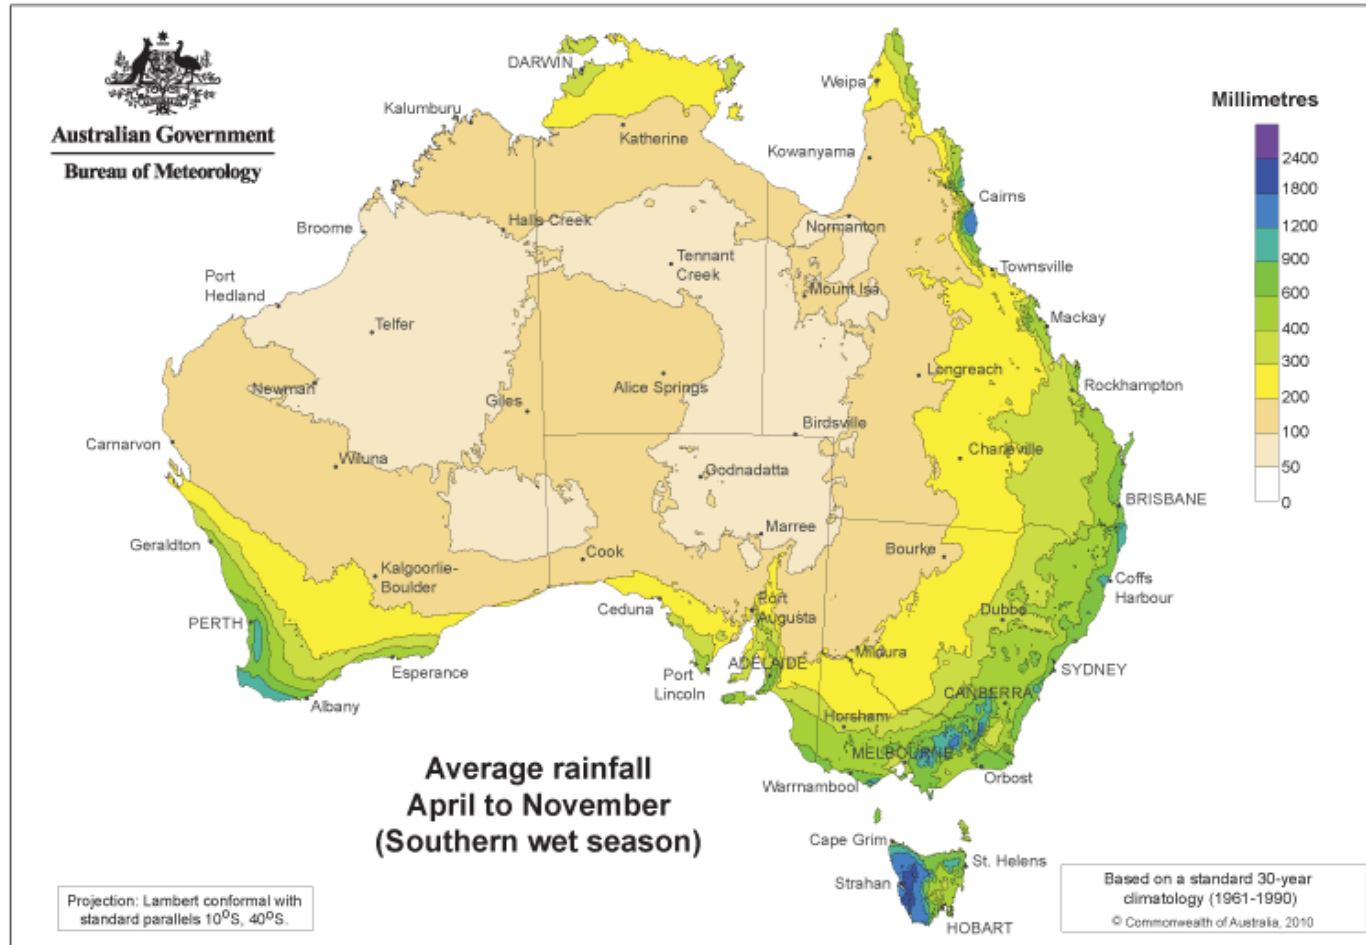 Australian Government
Bureau of Meteorology
DARWIN
Weipa
Millimetres
Kalumburu
Katherine
Kowanyama
2400
1800
1200
900
600
400
300
200
100
50
0
Cairns
Broome
Halls Creek
Normanton
Port
Hedland
Tennant
Creek
Townsville
Mount Isa
Telfer
Mackay
Newman
Alice Springs
Longreach
Rockhampton
Giles
Carnarvon
Birdsville
Wiluna
Charleville
Oodnadatta
BRISBANE
Marree
Geraldton
Cook
Bourke
Kalgoorlie-
Boulder
Coffs
Harbour
Ceduna
Port
Augusta
Dubbo
PERTH
ADELAIDE
Mildura
SYDNEY
Esperance
Port
Lincoln
CANBERRA
Albany
Horsham
MELBOURNE
Warrnambool
Orbost
Average rainfall
April to November
(Southern wet season)
Cape Grim
St. Helens
Strahan
HOBART
Projection: Lambert conformal with
standard parallels 10°S, 40°S.
Based on a standard 30-year
climatology (1961-1990)
© Commonwealth of Australia, 2010